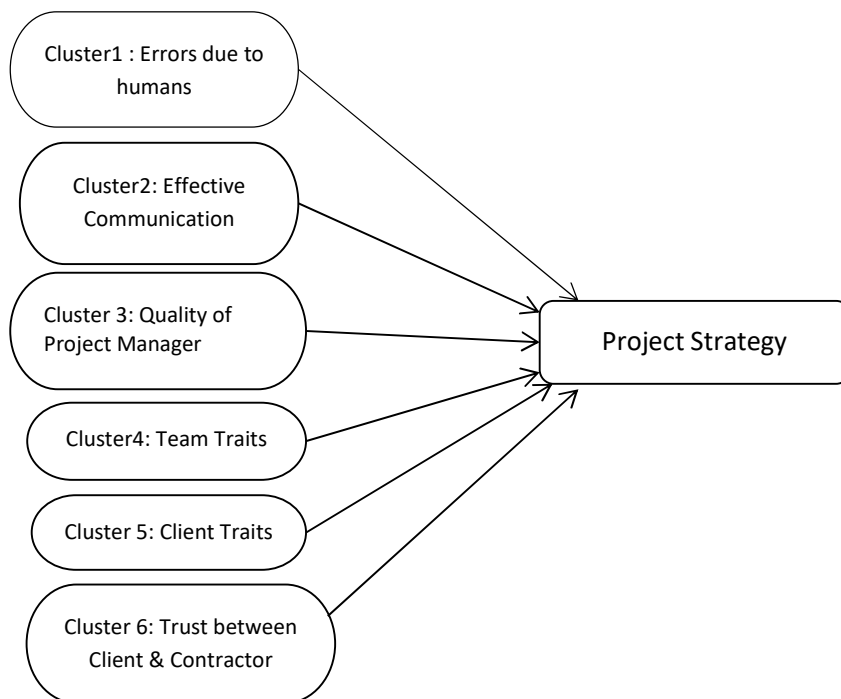 Cluster1 : Errors due to
humans
Cluster2: Effective
Communication
Cluster 3: Quality of
Project Manager
Project Strategy
Cluster4: Team Traits
Cluster 5: Client Traits
Cluster 6: Trust between
Client & Contractor